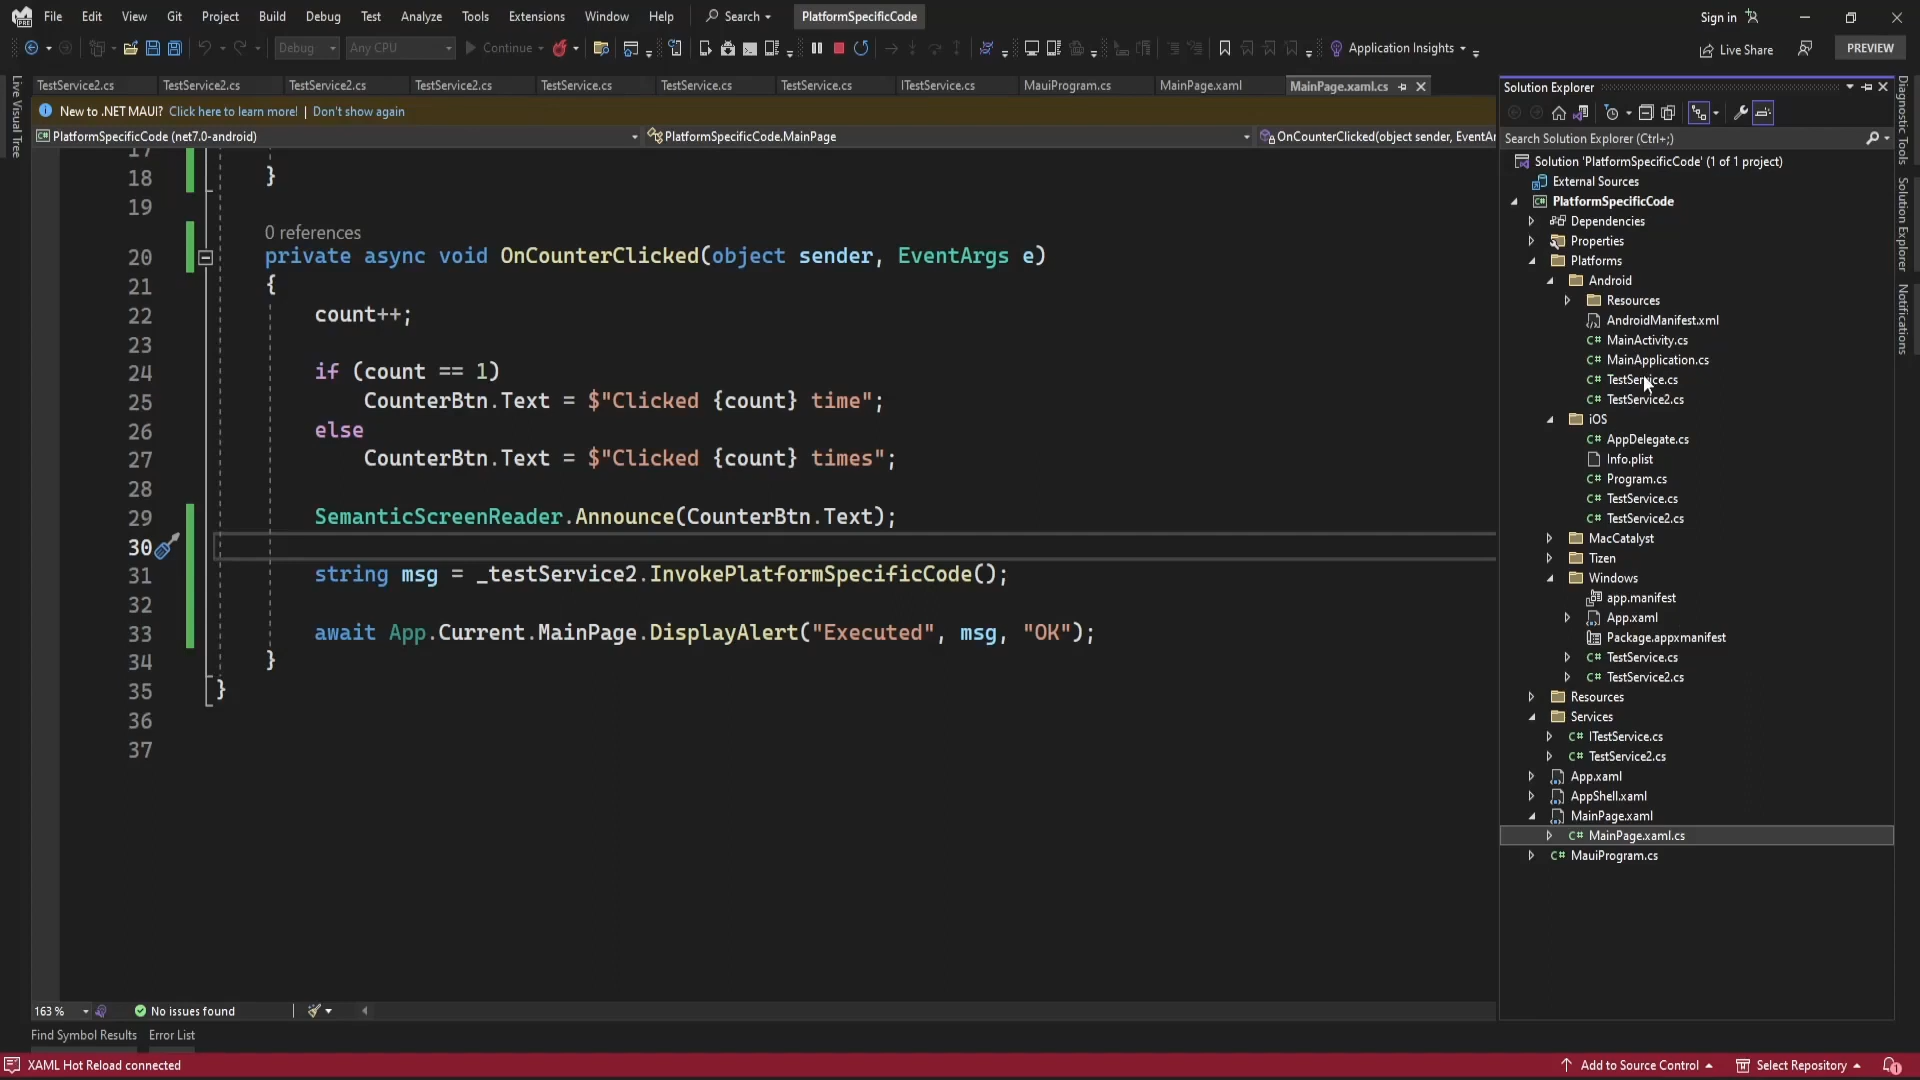 File Edit View Git Project Build Debug Test Analyze Tools Extensions Window Help Search PlatformSpecificCode Sign in
Debug Any CPU Continue Application Insights Live Share PREVIEW
TestService2.cs TestService2.cs TestService2.cs TestService2.cs TestService.cs TestService.cs TestService.cs ITestService.cs MauiProgram.cs MainPage.xaml MainPage.xaml.cs
New to .NET MAUI? Click here to learn more! | Don't show again
PlatformSpecificCode (net7.0-android) PlatformSpecificCode.MainPage OnCounterClicked(object sender, EventAr
Live Visual Tree
17
18 }
19
0 references
20 private async void OnCounterClicked(object sender, EventArgs e)
21 {
22 count++;
23
24 if (count == 1)
25 CounterBtn.Text = $"Clicked {count} time";
26 else
27 CounterBtn.Text = $"Clicked {count} times";
28
29 SemanticScreenReader.Announce(CounterBtn.Text);
30
31 string msg = _testService2.InvokePlatformSpecificCode();
32
33 await App.Current.MainPage.DisplayAlert("Executed", msg, "OK");
34 }
35 }
36
37
163 % No issues found
Find Symbol Results Error List
XAML Hot Reload connected Add to Source Control Select Repository 1
Solution Explorer
Search Solution Explorer (Ctrl+;)
Solution 'PlatformSpecificCode' (1 of 1 project)
External Sources
PlatformSpecificCode
Dependencies
Properties
Platforms
Android
Resources
AndroidManifest.xml
MainActivity.cs
MainApplication.cs
TestService.cs
TestService2.cs
iOS
AppDelegate.cs
Info.plist
Program.cs
TestService.cs
TestService2.cs
MacCatalyst
Tizen
Windows
app.manifest
App.xaml
Package.appxmanifest
TestService.cs
TestService2.cs
Resources
Services
ITestService.cs
TestService2.cs
App.xaml
AppShell.xaml
MainPage.xaml
MainPage.xaml.cs
MauiProgram.cs
Diagnostic Tools
Solution Explorer
Notifications